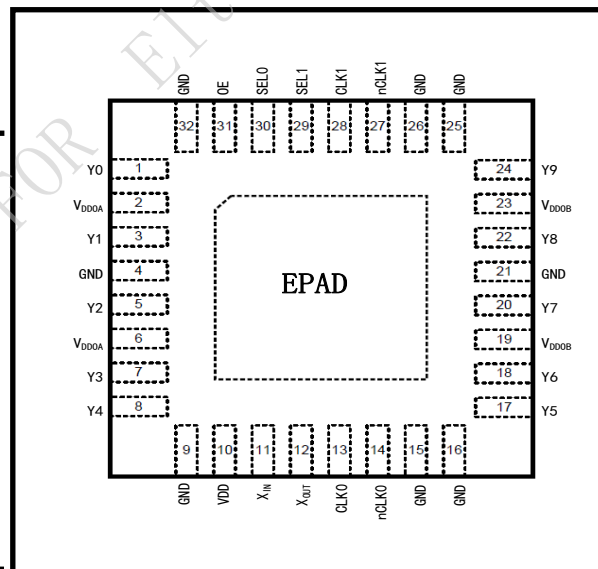 GND OE SEL0 SEL1 CLK1 nCLK1 GND GND
32 31 30 29 28 27 26 25
Y0 1 24 Y9
VDDOA 2 23 VDDOB
Y1 3 22 Y8
GND 4 21 GND
EPAD
Y2 5 20 Y7
VDDOA 6 19 VDDOB
Y3 7 18 Y6
Y4 8 17 Y5
9 10 11 12 13 14 15 16
GND VDD XIN XOUT CLK0 nCLK0 GND GND
FOR